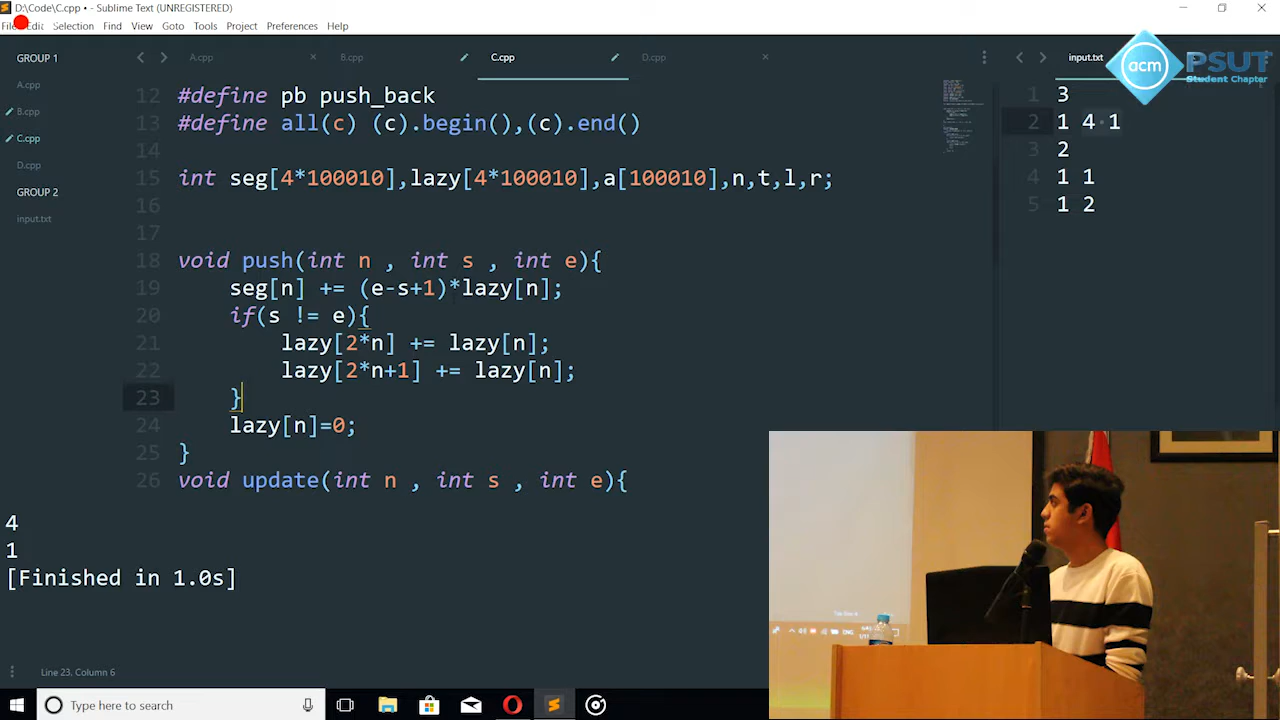 D:\Code\C.cpp • - Sublime Text (UNREGISTERED)
File Edit Selection Find View Goto Tools Project Preferences Help
GROUP 1
A.cpp
B.cpp
C.cpp
D.cpp
GROUP 2
input.txt
A.cpp B.cpp C.cpp D.cpp
12 #define pb push_back
13 #define all(c) (c).begin(),(c).end()
14
15 int seg[4*100010],lazy[4*100010],a[100010],n,t,l,r;
16
17
18 void push(int n , int s , int e){
19 seg[n] += (e-s+1)*lazy[n];
20 if(s != e){
21 lazy[2*n] += lazy[n];
22 lazy[2*n+1] += lazy[n];
23 }
24 lazy[n]=0;
25 }
26 void update(int n , int s , int e){
input.txt
1 3
2 1 4·1
3 2
4 1 1
5 1 2
acm PSUT
Student Chapter
4
1
[Finished in 1.0s]
Line 23, Column 6
Type here to search
ENG